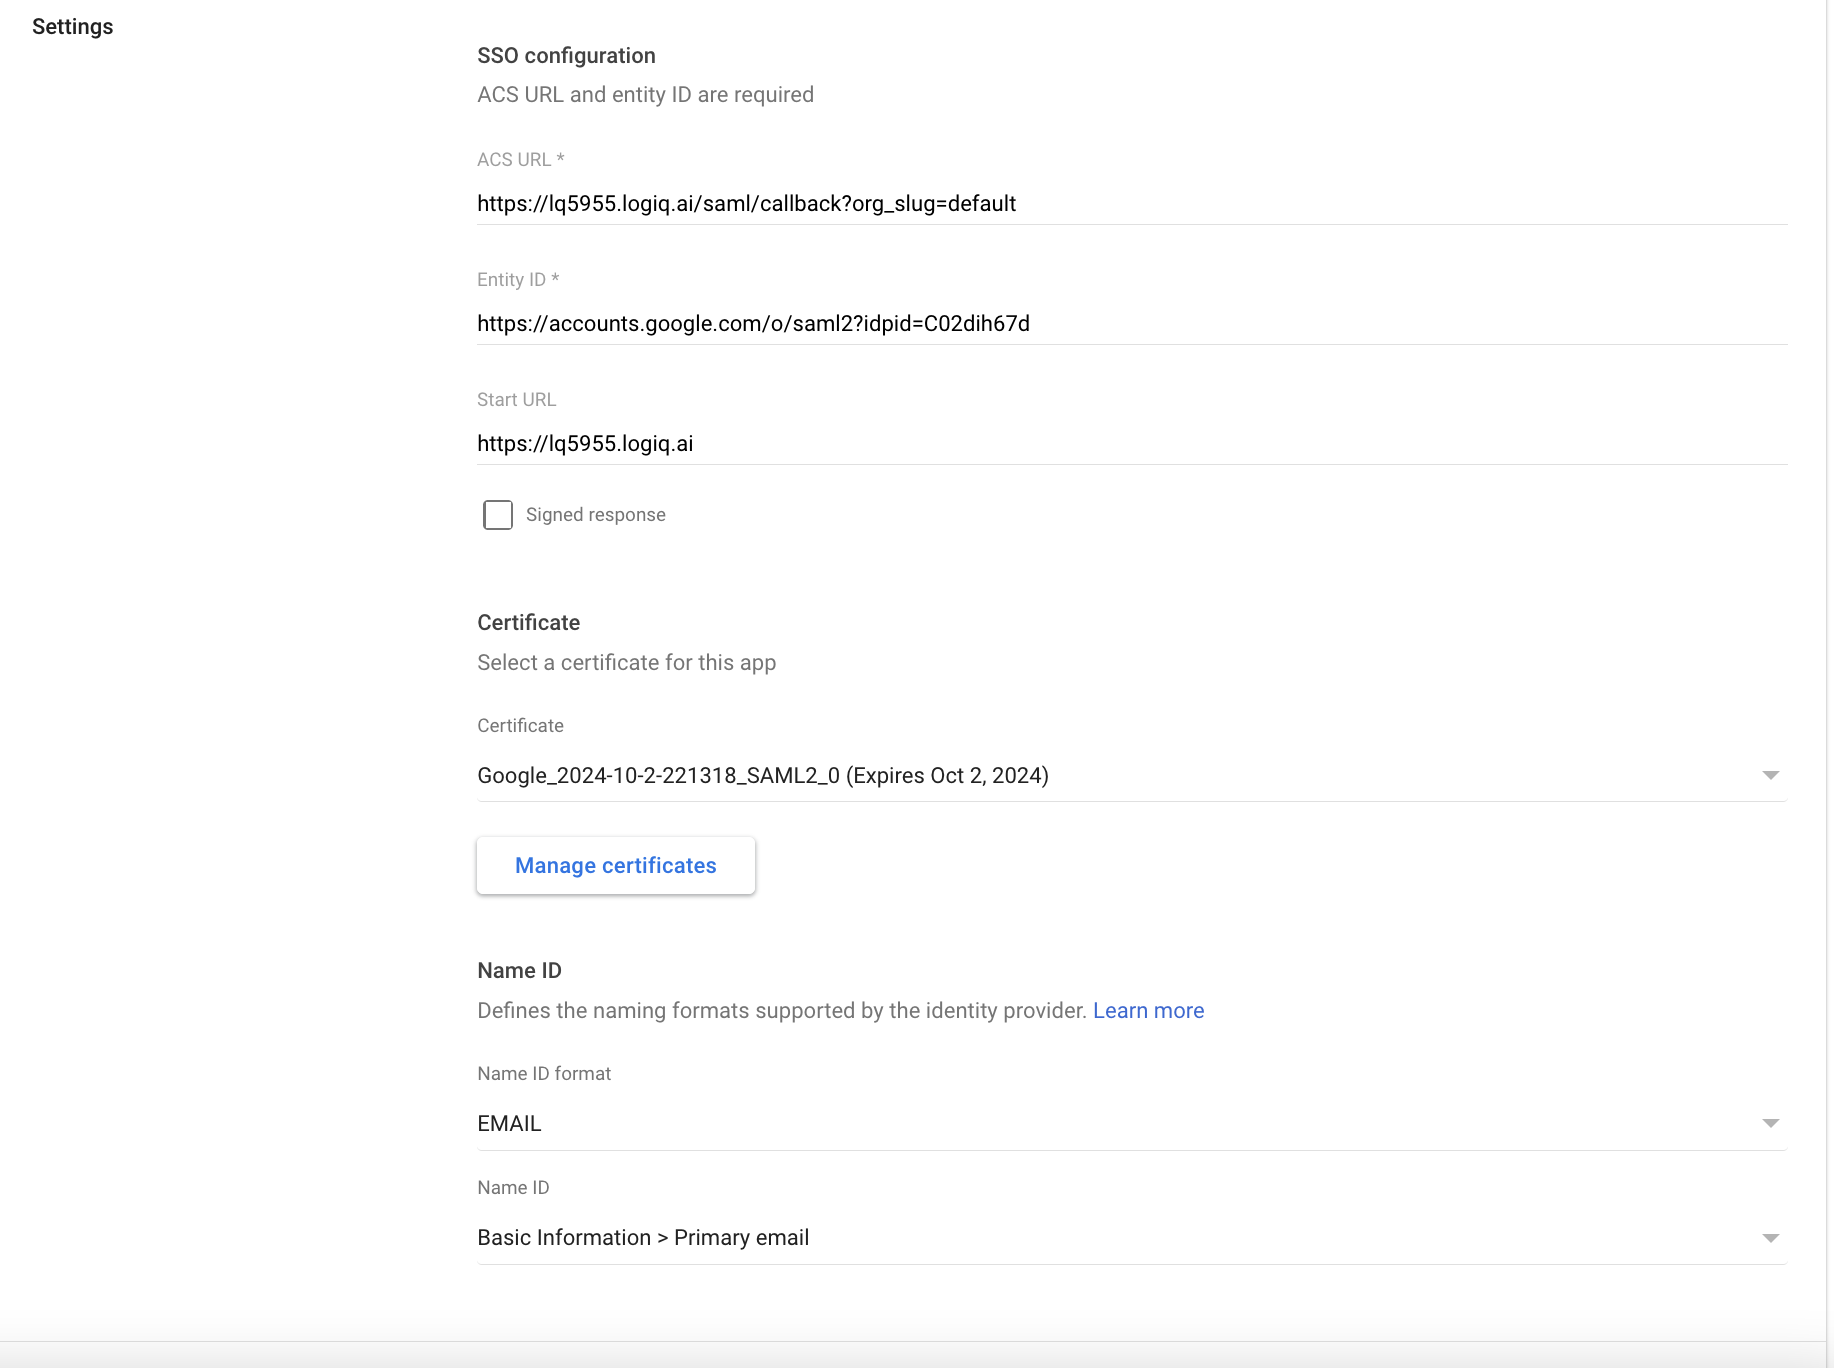 Settings
SSO configuration
ACS URL and entity ID are required
ACS URL *
https://lq5955.logiq.ai/saml/callback?org_slug=default
Entity ID *
https://accounts.google.com/o/saml2?idpid=C02dih67d
Start URL
https://lq5955.logiq.ai
Signed response
Certificate
Select a certificate for this app
Certificate
Google_2024-10-2-221318_SAML2_0 (Expires Oct 2, 2024)
Manage certificates
Name ID
Defines the naming formats supported by the identity provider. Learn more
Name ID format
EMAIL
Name ID
Basic Information > Primary email